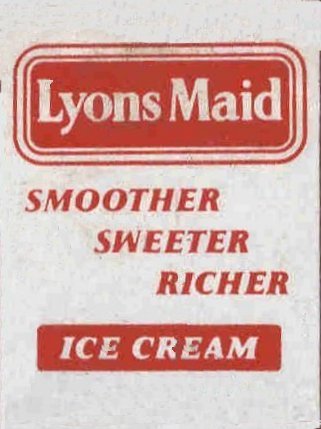 Lyons Maid
SMOOTHER
SWEETER
RICHER
ICE CREAM